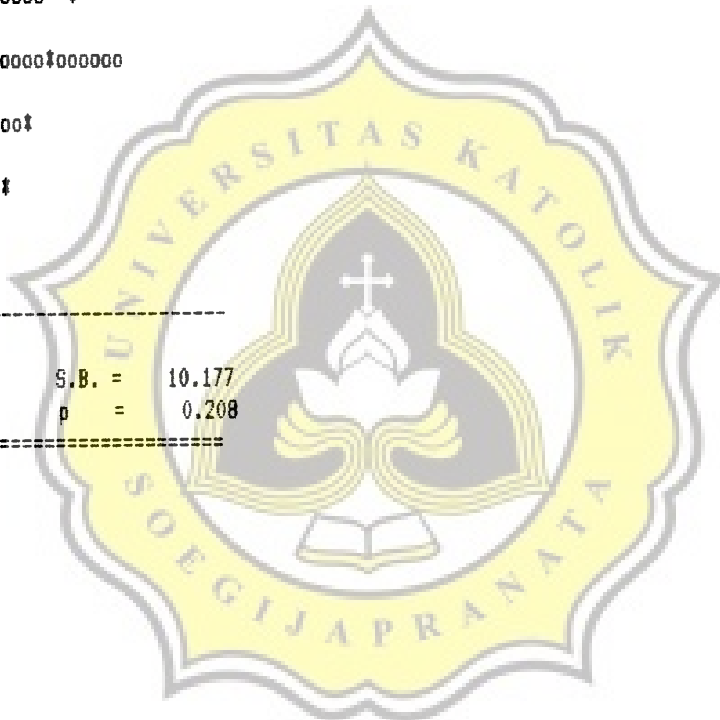 oooo‡oooooo
oo‡
‡
-----------------------
S.B. = 10.177
p = 0.208
=======================
UNIVERSITAS KATOLIK
SOEGIJAPRANATA